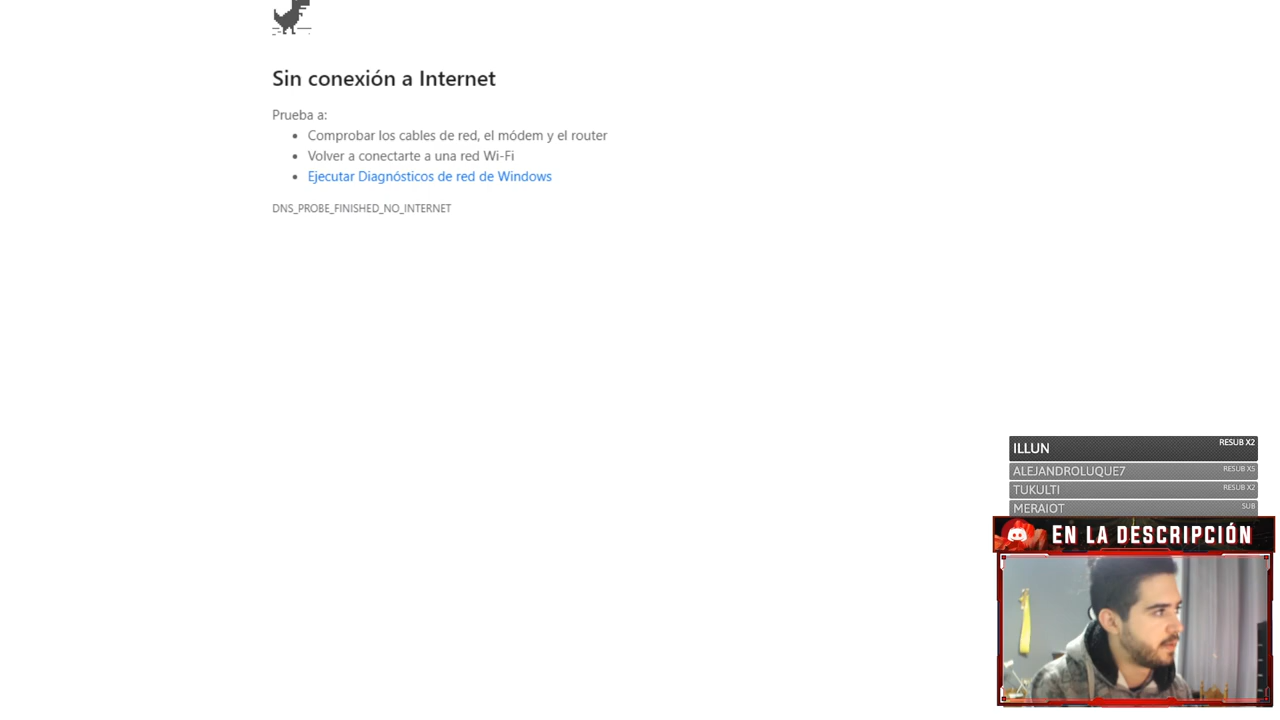 Sin conexión a Internet
Prueba a:
Comprobar los cables de red, el módem y el router
Volver a conectarte a una red Wi-Fi
Ejecutar Diagnósticos de red de Windows
DNS_PROBE_FINISHED_NO_INTERNET
ILLUN RESUB X2
ALEJANDROLUQUE7 RESUB X5
TUKULTI RESUB X2
MERAIOT SUB
EN LA DESCRIPCIÓN